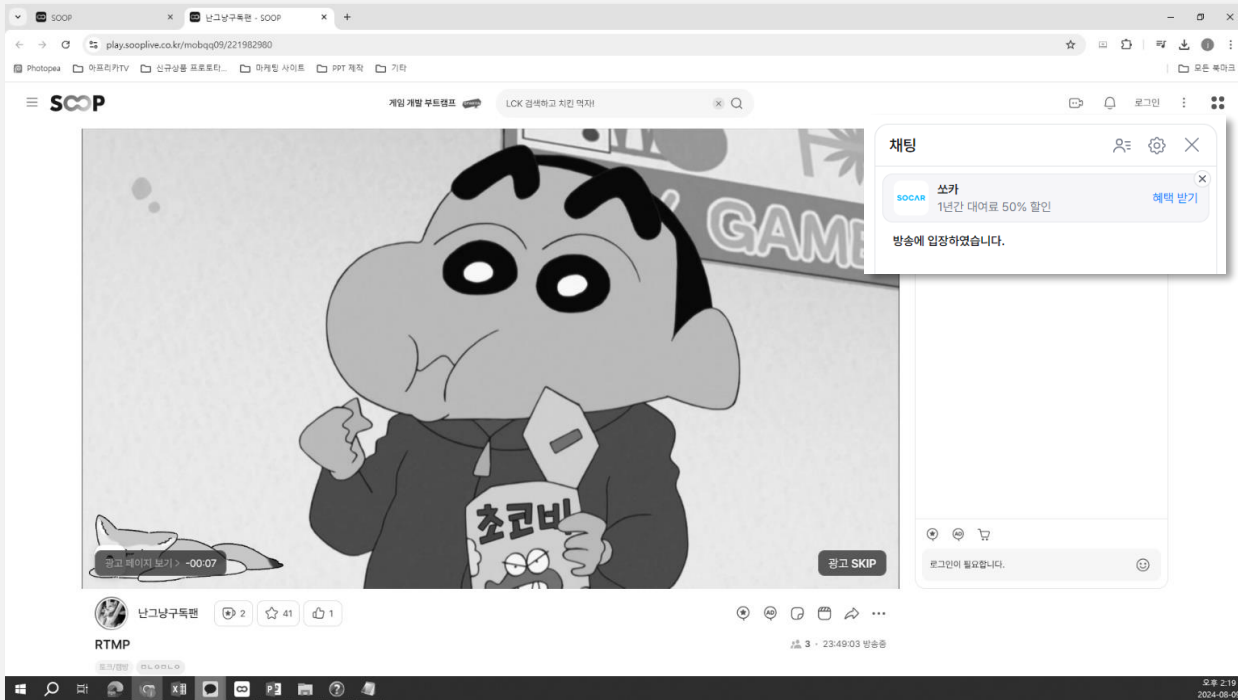 SOOP
난그냥구독팬 - SOOP
play.sooplive.co.kr/mobqq09/221982980
Photopea 아프리카TV 신규상품 프로토타... 마케팅 사이트 PPT 제작 기타 모든 북마크
SOOP
게임 개발 부트캠프
LCK 검색하고 치킨 먹자!
로그인
채팅
SOCAR
쏘카
1년간 대여료 50% 할인
혜택 받기
방송에 입장하였습니다.
GAME
초코비
광고 페이지 보기 > -00:07
광고 SKIP
로그인이 필요합니다.
난그냥구독팬 2 41 1
RTMP
3 · 23:49:03 방송중
토크/캠방 ㅁㄴㅇㅁㄴㅇ
오후 2:19
2024-08-09